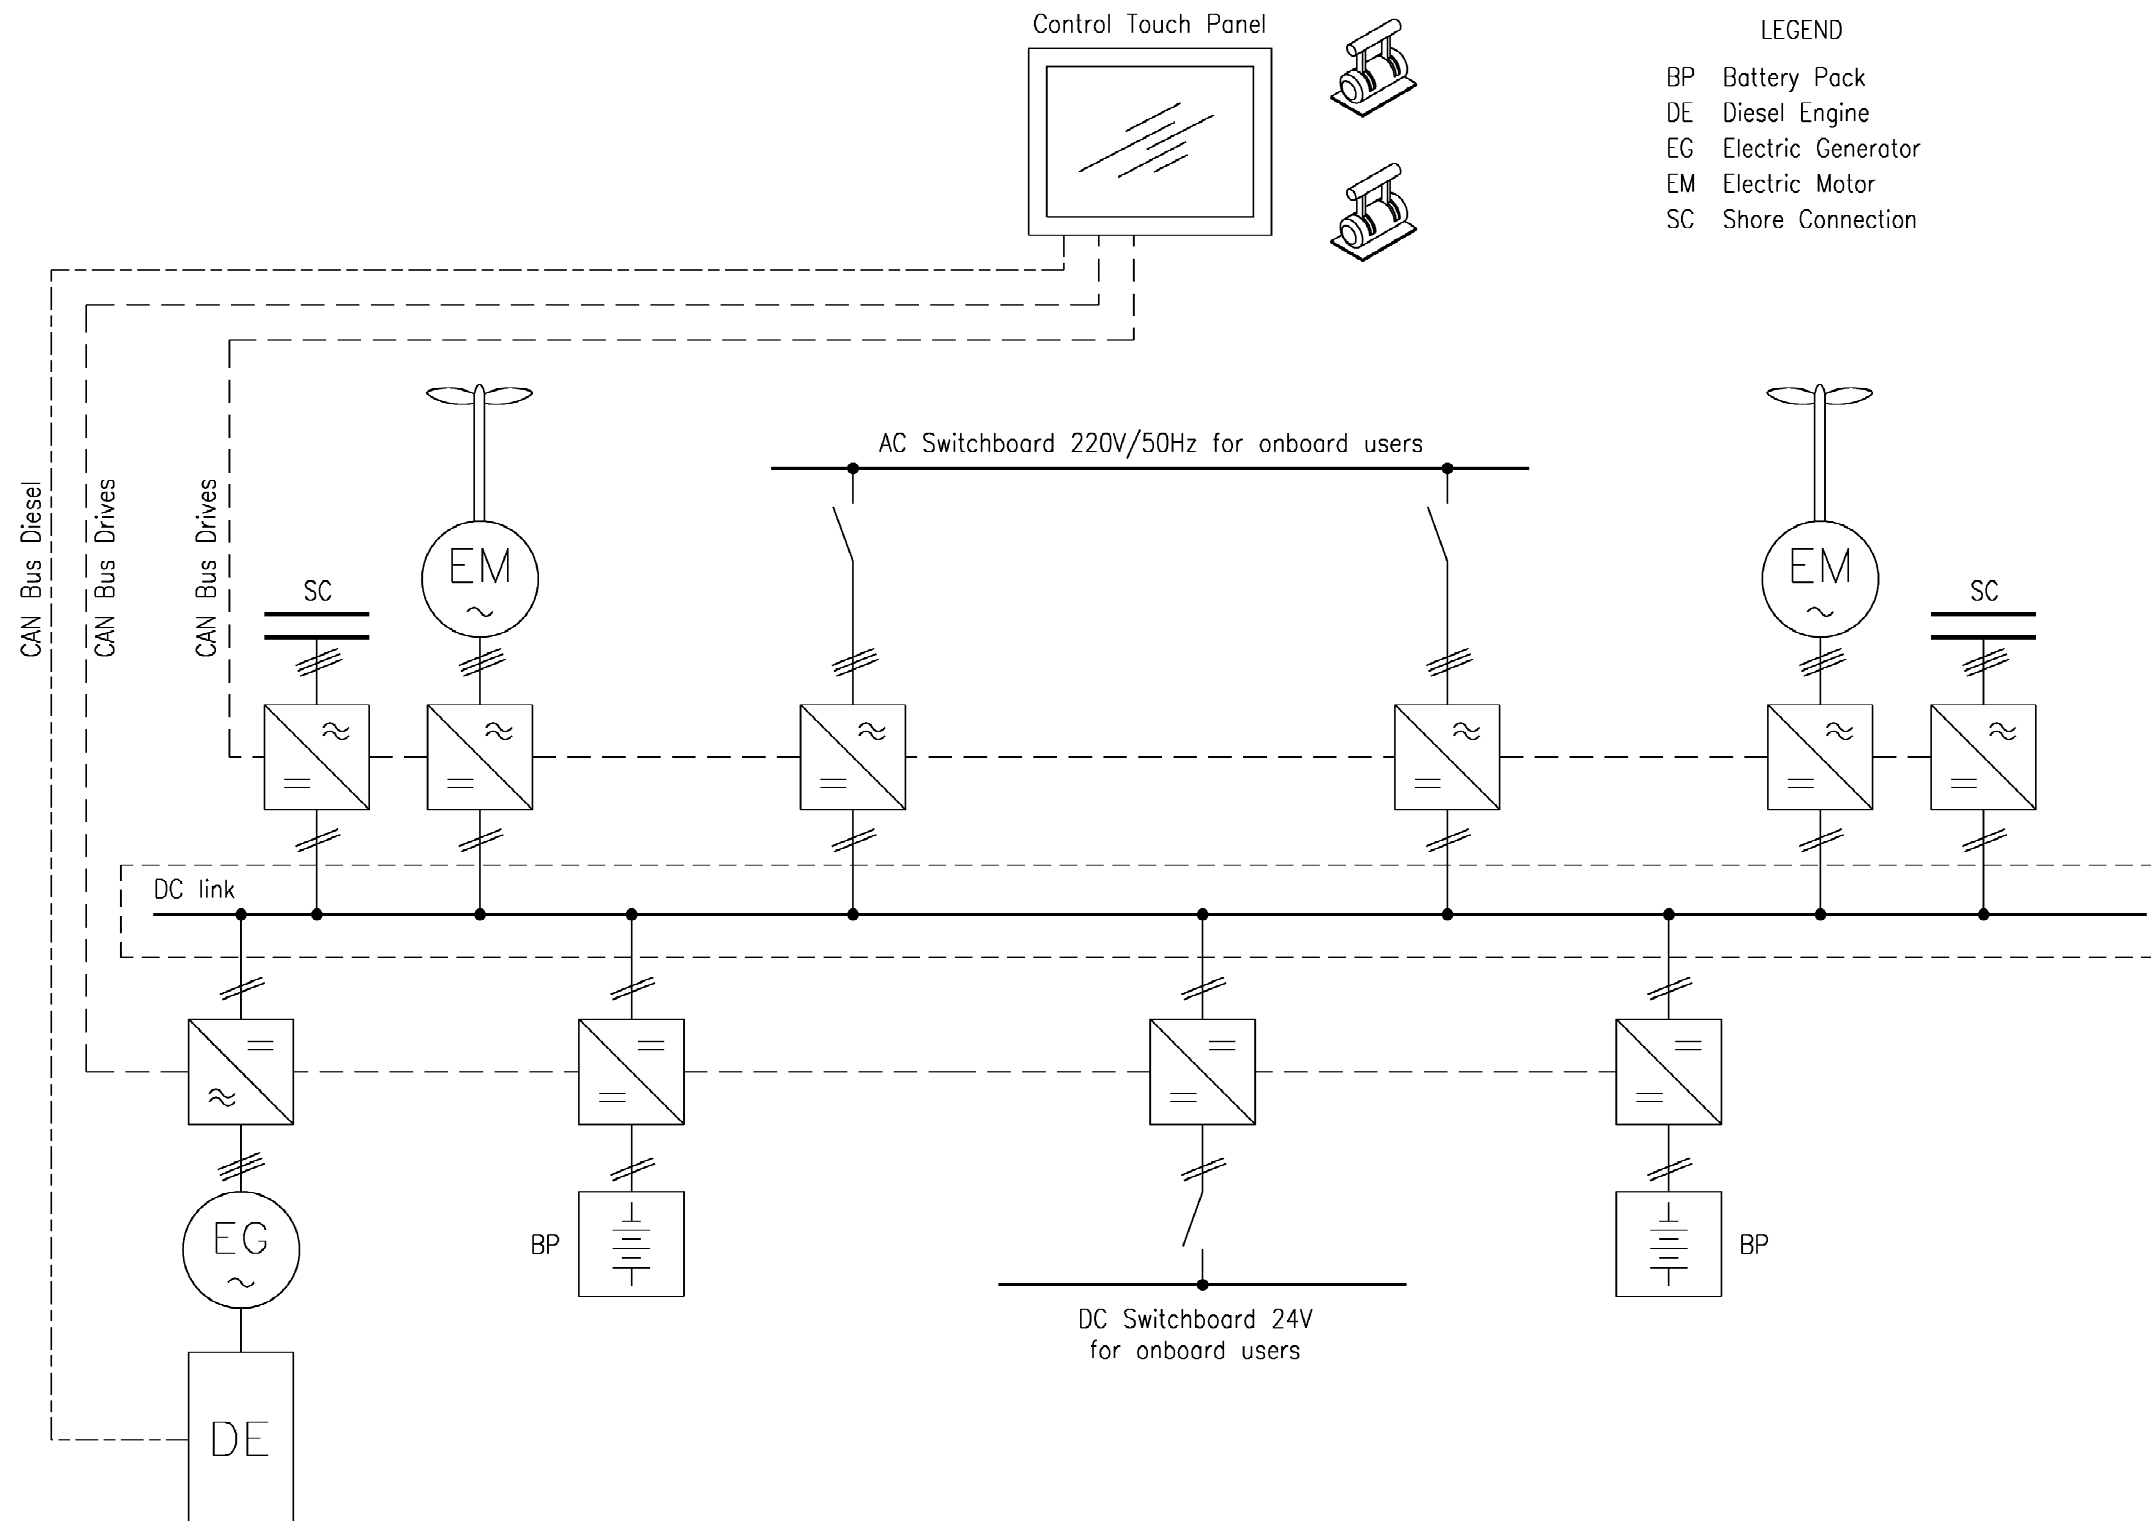 Control Touch Panel
LEGEND
BP Battery Pack
DE Diesel Engine
EG Electric Generator
EM Electric Motor
SC Shore Connection
AC Switchboard 220V/50Hz for onboard users
CAN Bus Diesel
CAN Bus Drives
CAN Bus Drives
SC
EM
EM
SC
DC link
EG
BP
BP
DC Switchboard 24V
for onboard users
DE